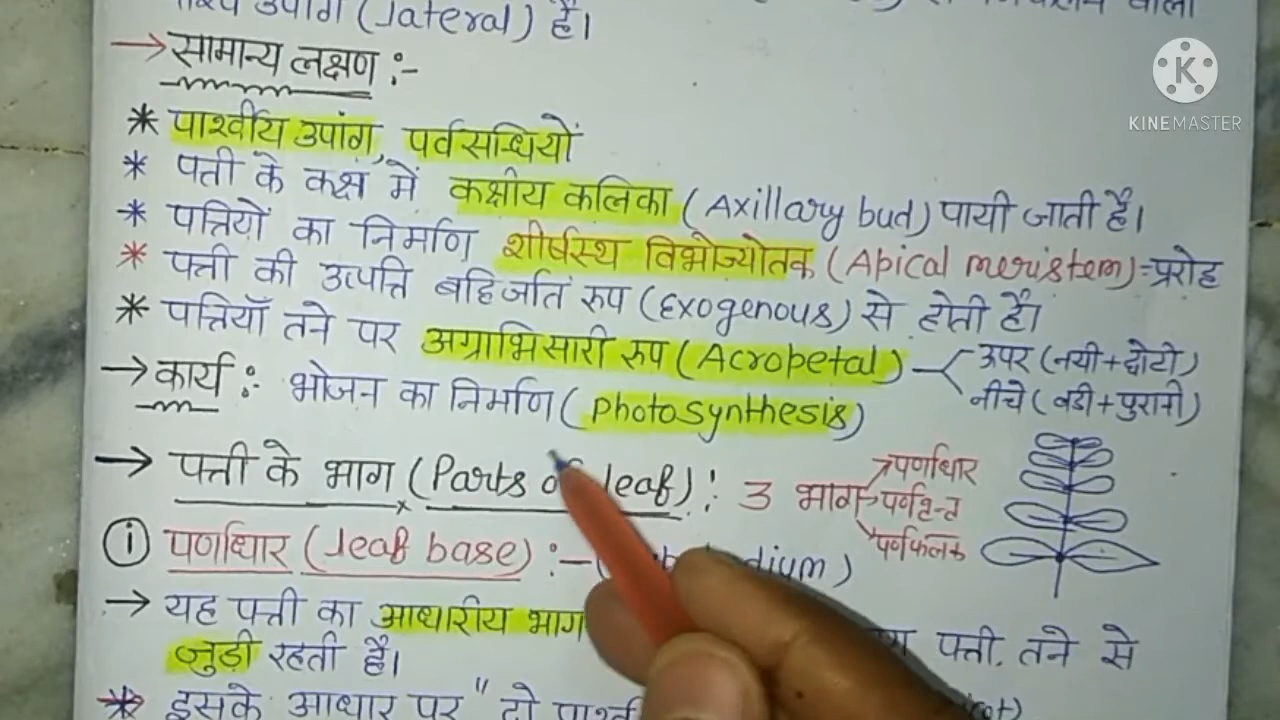 उपांग (lateral) है।
→ सामान्य लक्षण :-
* पार्श्वीय उपांग, पर्वसन्धियों
* पत्ती के कक्ष में कक्षीय कलिका (Axillary bud) पायी जाती है।
* पत्तियों का निर्माण शीर्षस्थ विभोज्योतक (Apical meristem) = प्ररोह
* पत्ती की उत्पत्ति बहिर्जात रूप (Exogenous) से होती है।
* पत्तियाँ तने पर अग्राभिसारी रूप (Acropetal) ऊपर (नयी+छोटी)
नीचे (बडी+पुरानी)
→ कार्य :- भोजन का निर्माण (photosynthesis)
→ पत्ती के भाग (Parts of leaf) : 3 भाग पर्णाधार
पर्णवृन्त
पर्णफलक
(i) पर्णाधार (leaf base) :-
→ यह पत्ती का आधारीय भाग पत्ती तने से
जुडी रहती है।
* इसके आधार पर " दो
KINEMASTER